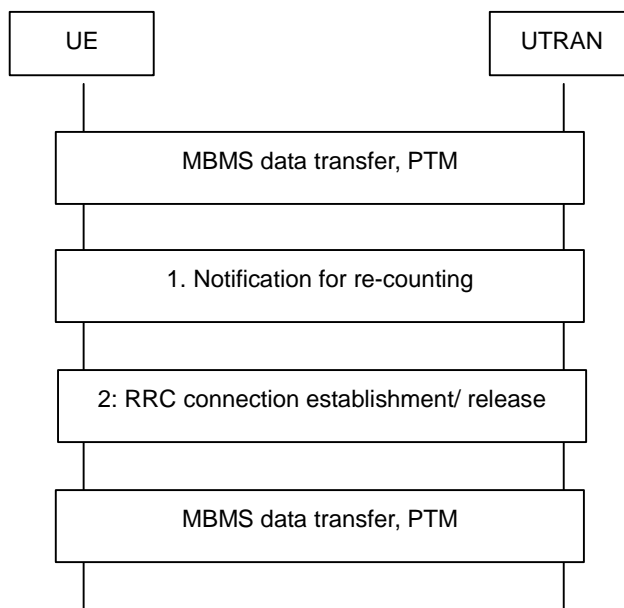 UE
UTRAN
MBMS data transfer, PTM
1. Notification for re-counting
2: RRC connection establishment/ release
MBMS data transfer, PTM